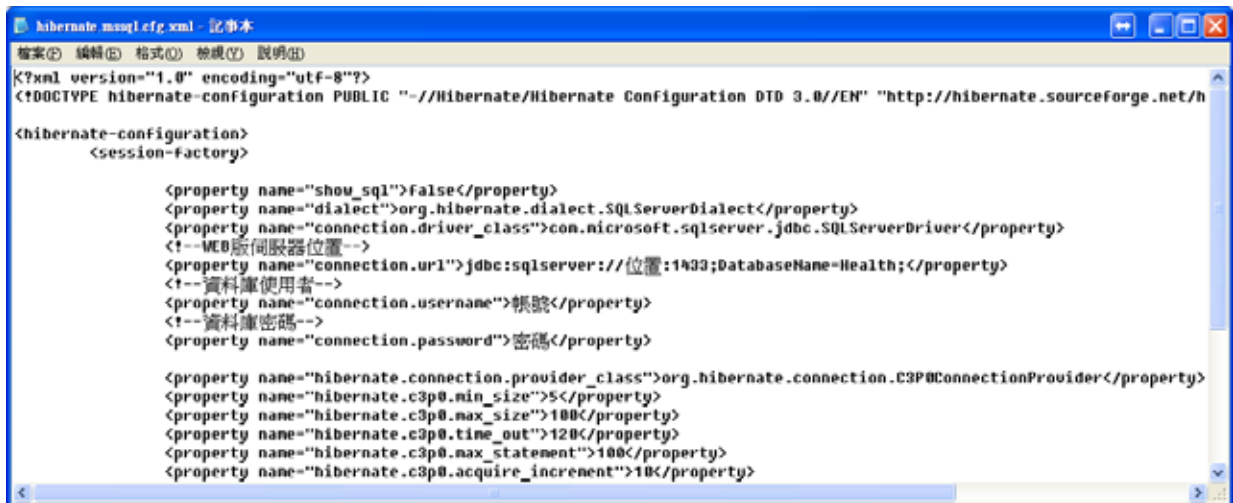 hibernate.mssql.cfg.xml - 記事本
檔案(F) 編輯(E) 格式(O) 檢視(V) 說明(H)
<?xml version="1.0" encoding="utf-8"?>
<!DOCTYPE hibernate-configuration PUBLIC "-//Hibernate/Hibernate Configuration DTD 3.0//EN" "http://hibernate.sourceforge.net/h
<hibernate-configuration>
<session-factory>
<property name="show_sql">false</property>
<property name="dialect">org.hibernate.dialect.SQLServerDialect</property>
<property name="connection.driver_class">com.microsoft.sqlserver.jdbc.SQLServerDriver</property>
<!--WEB版伺服器位置-->
<property name="connection.url">jdbc:sqlserver://位置:1433;DatabaseName=Health;</property>
<!--資料庫使用者-->
<property name="connection.username">帳號</property>
<!--資料庫密碼-->
<property name="connection.password">密碼</property>
<property name="hibernate.connection.provider_class">org.hibernate.connection.C3P0ConnectionProvider</property>
<property name="hibernate.c3p0.min_size">5</property>
<property name="hibernate.c3p0.max_size">100</property>
<property name="hibernate.c3p0.time_out">120</property>
<property name="hibernate.c3p0.max_statement">100</property>
<property name="hibernate.c3p0.acquire_increment">10</property>